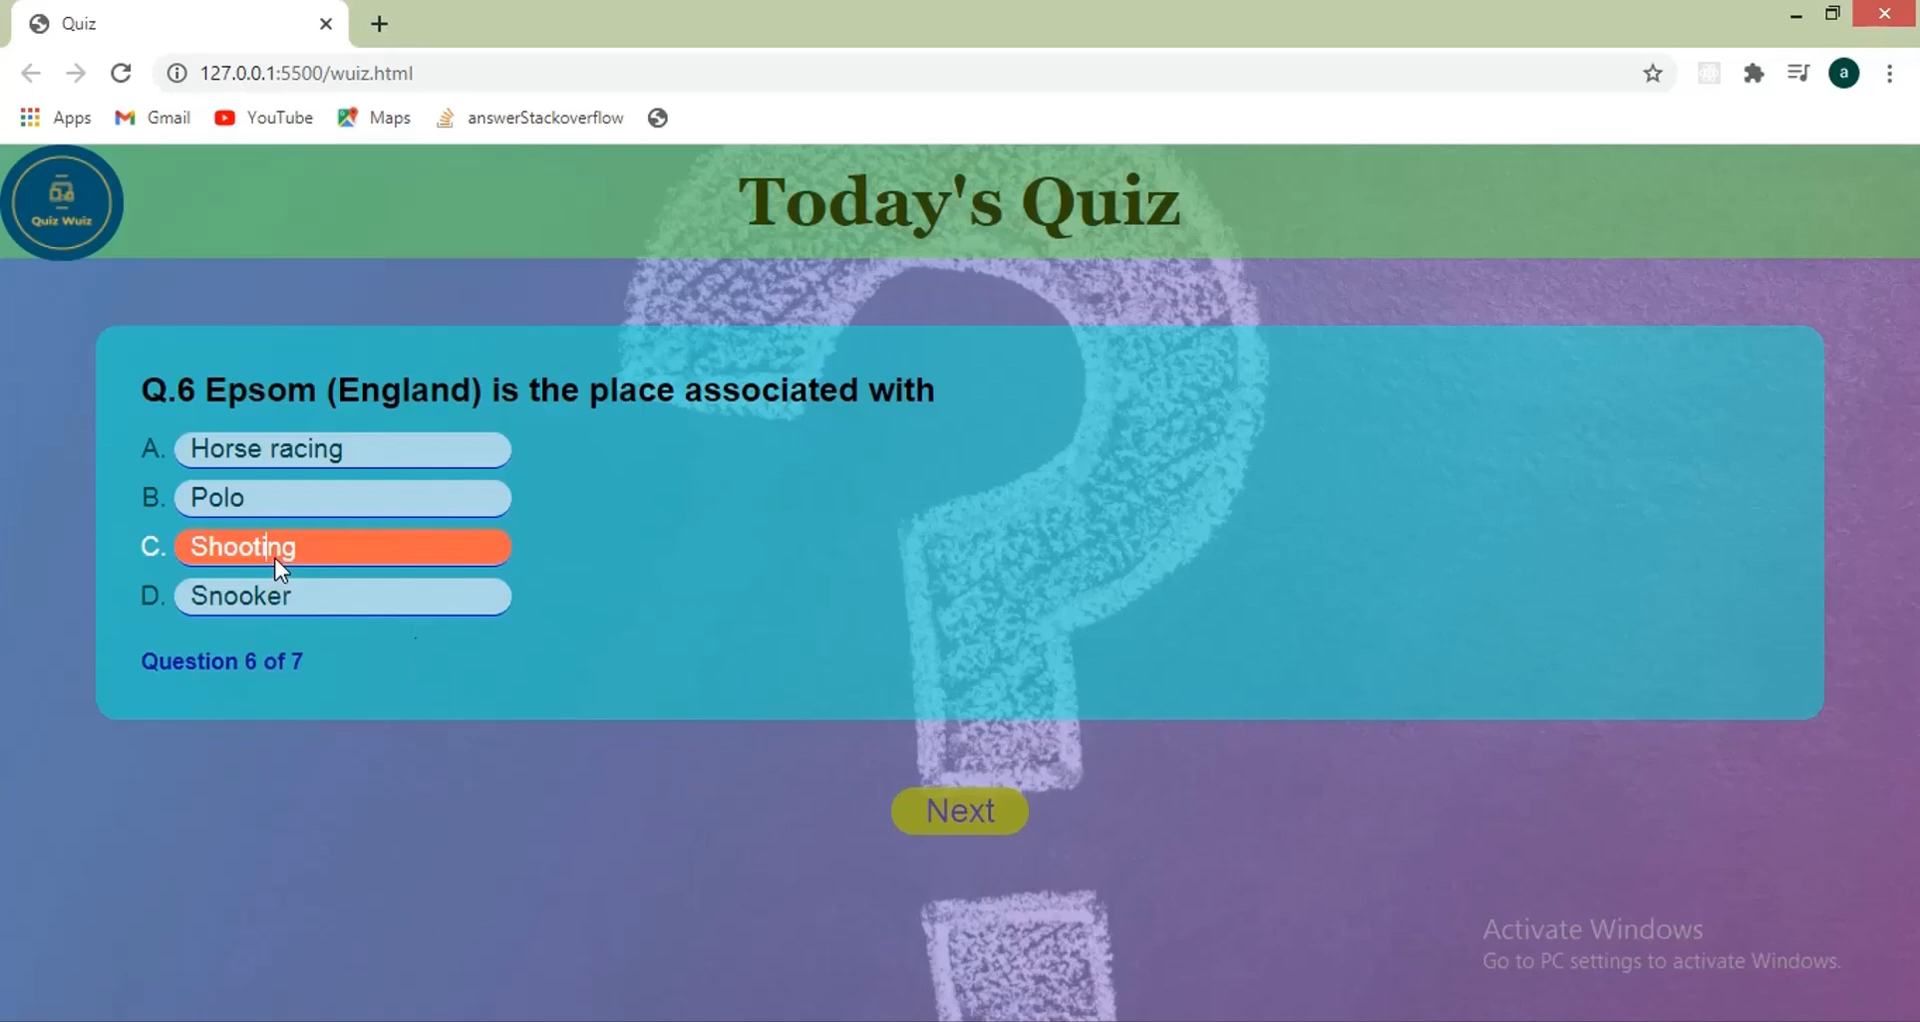 Quiz
127.0.0.1:5500/wuiz.html
a
Apps Gmail YouTube Maps answerStackoverflow
Quiz Wuiz
Today's Quiz
Q.6 Epsom (England) is the place associated with
A. Horse racing
B. Polo
C. Shooting
D. Snooker
Question 6 of 7
Next
Activate Windows
Go to PC settings to activate Windows.